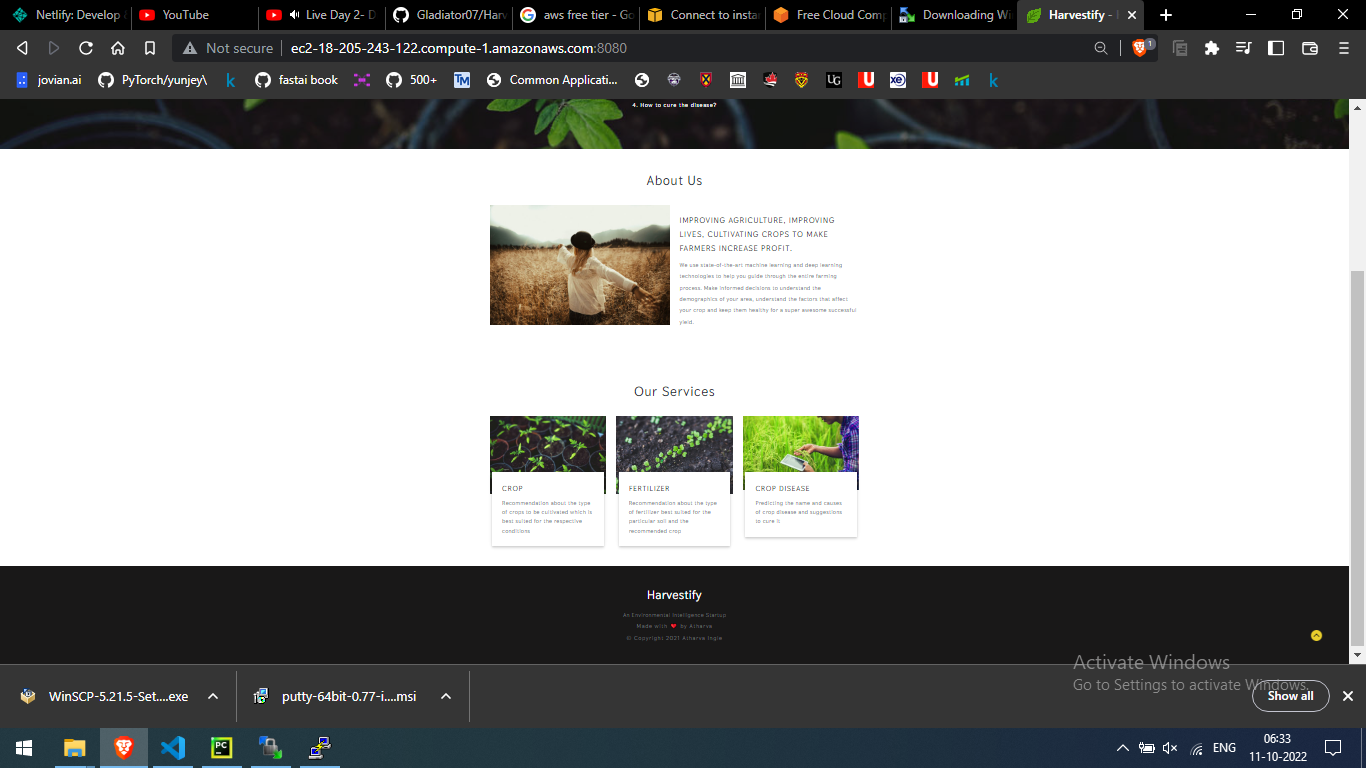 Netlify: Develop &
YouTube
Live Day 2- D
Gladiator07/Harv
aws free tier - Go
Connect to insta
Free Cloud Comp
Downloading Wi
Harvestify -
Not secure
ec2-18-205-243-122.compute-1.amazonaws.com:8080
1
jovian.ai
PyTorch/yunjey\
k
fastai book
500+
TM
Common Applicati...
UG
U
xe
U
k
4. How to cure the disease?
About Us
IMPROVING AGRICULTURE, IMPROVING
LIVES, CULTIVATING CROPS TO MAKE
FARMERS INCREASE PROFIT.
We use state-of-the-art machine learning and deep learning
technologies to help you guide through the entire farming
process. Make informed decisions to understand the
demographics of your area, understand the factors that affect
your crop and keep them healthy for a super awesome successful
yield.
Our Services
CROP
Recommendation about the type
of crops to be cultivated which is
best suited for the respective
conditions
FERTILIZER
Recommendation about the type
of fertilizer best suited for the
particular soil and the
recommended crop
CROP DISEASE
Predicting the name and causes
of crop disease and suggestions
to cure it
Harvestify
An Environmental Intelligence Startup
Made with ❤ by Atharva
© Copyright 2021 Atharva Ingle
Activate Windows
Go to Settings to activate Windows.
WinSCP-5.21.5-Set....exe
putty-64bit-0.77-i....msi
Show all
PC
ENG
06:33
11-10-2022